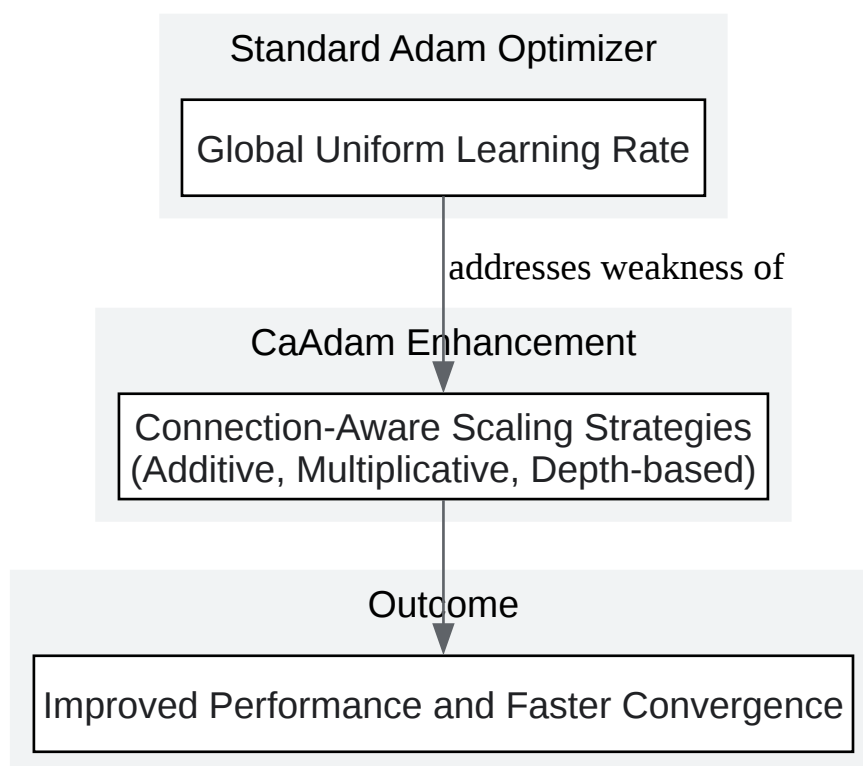 Standard Adam Optimizer
Global Uniform Learning Rate
addresses weakness of
CaAdam Enhancement
Connection-Aware Scaling Strategies
(Additive, Multiplicative, Depth-based)
Outcome
Improved Performance and Faster Convergence